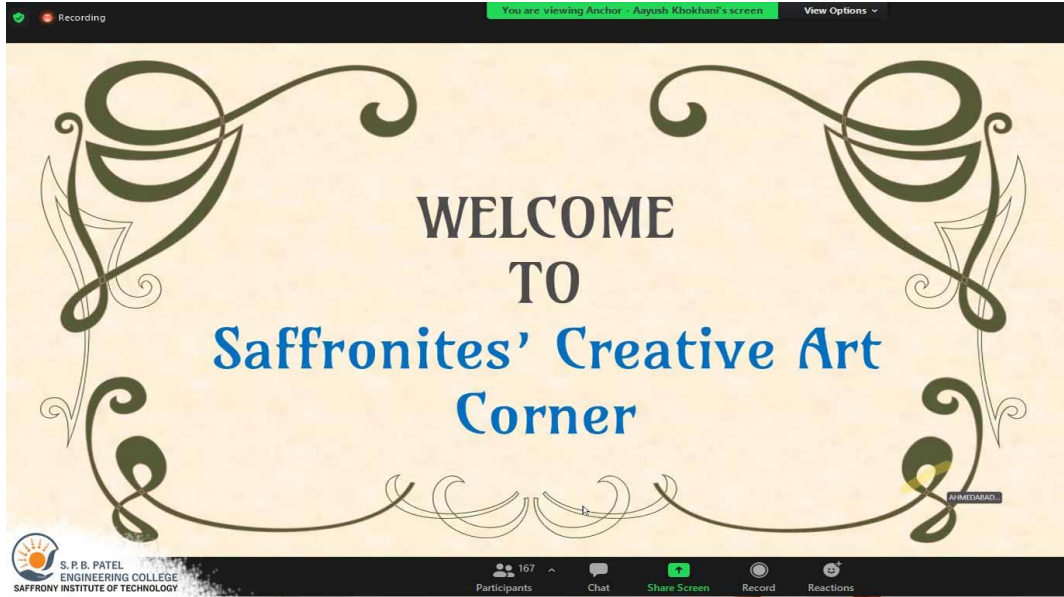 Recording
You are viewing Anchor - Aayush Khokhani's screen
View Options
WELCOME
TO
Saffronites' Creative Art
Corner
AHMEDABAD...
S. P. B. PATEL
ENGINEERING COLLEGE
SAFFRONY INSTITUTE OF TECHNOLOGY
167
Participants
Chat
Share Screen
Record
Reactions